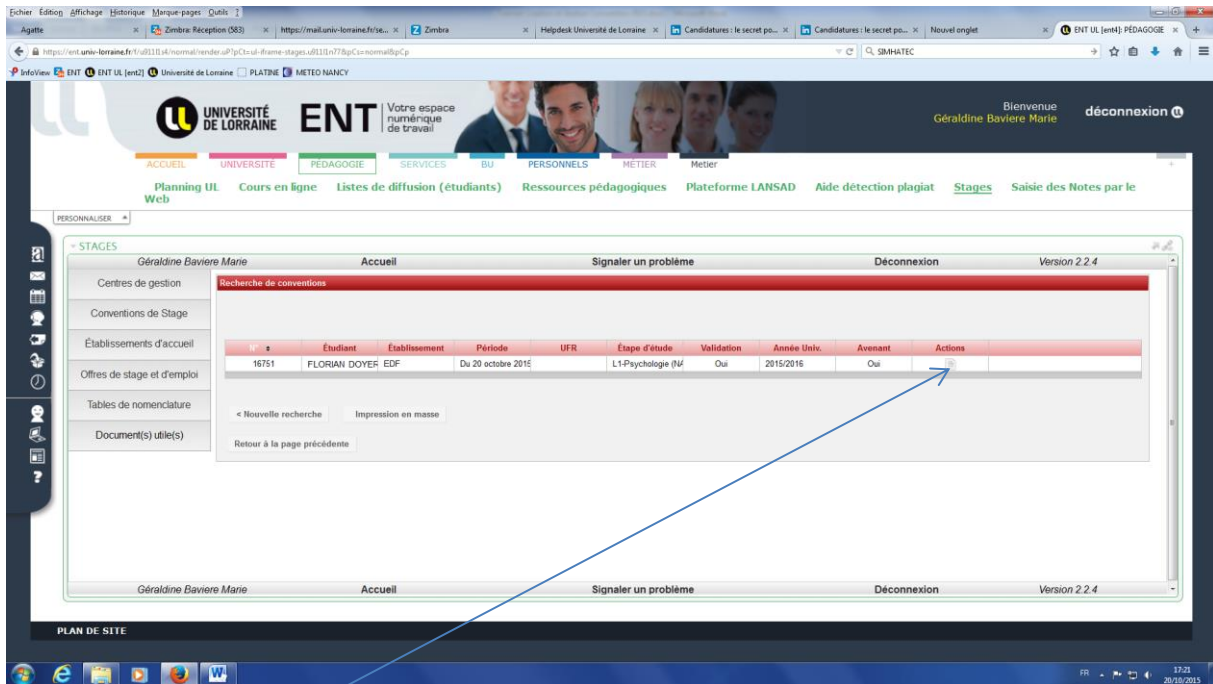 Fichier Édition Affichage Historique Marque-pages Outils ?
Agatte Zimbra: Réception (583) https://mail.univ-lorraine.fr/se... Zimbra Helpdesk Université de Lorraine Candidatures : le secret po... Candidatures : le secret po... Nouvel onglet ENT UL [ent4]: PÉDAGOGIE
SIMHATEC
InfoView ENT ENT UL [ent2] Université de Lorraine PLATINE METEO NANCY
UNIVERSITÉ DE LORRAINE ENT Votre espace numérique de travail Bienvenue Géraldine Baviere Marie déconnexion
ACCUEIL UNIVERSITÉ PÉDAGOGIE SERVICES BU PERSONNELS MÉTIER Metier +
Planning UL Cours en ligne Listes de diffusion (étudiants) Ressources pédagogiques Plateforme LANSAD Aide détection plagiat Stages Saisie des Notes par le
Web
PERSONNALISER
STAGES
Géraldine Baviere Marie Accueil Signaler un problème Déconnexion Version 2.2.4
Centres de gestion
Recherche de conventions
Conventions de Stage
Établissements d'accueil
N° Étudiant Établissement Période UFR Étape d'étude Validation Année Univ. Avenant Actions
16751 FLORIAN DOYER EDF Du 20 octobre 2015 L1-Psychologie (NA Oui 2015/2016 Oui
Offres de stage et d'emploi
Tables de nomenclature
< Nouvelle recherche Impression en masse
Document(s) utile(s)
Retour à la page précédente
Géraldine Baviere Marie Accueil Signaler un problème Déconnexion Version 2.2.4
PLAN DE SITE
FR 17:21
20/10/2015